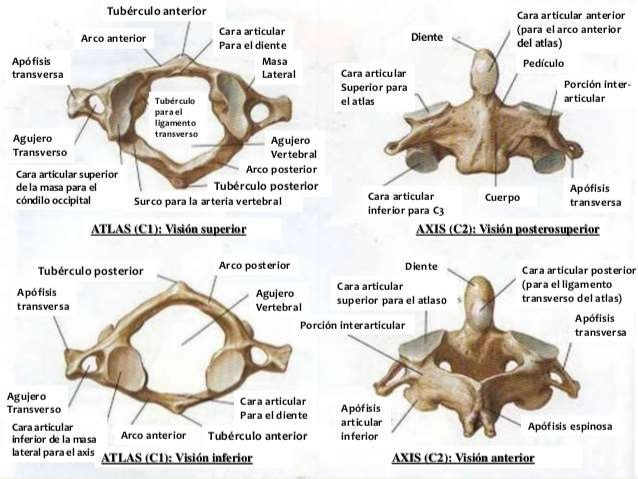 Tubérculo anterior
Arco anterior
Cara articular
Para el diente
Masa
Lateral
Apófisis
transversa
Tubérculo
para el
ligamento
transverso
Agujero
Transverso
Agujero
Vertebral
Arco posterior
Cara articular superior
de la masa para el
cóndilo occipital
Tubérculo posterior
Surco para la arteria vertebral
ATLAS (C1): Visión superior
Cara articular anterior
(para el arco anterior
del atlas)
Diente
Pedículo
Cara articular
Superior para
el atlas
Porción inter-
articular
Cara articular
inferior para C3
Cuerpo
Apófisis
transversa
AXIS (C2): Visión posterosuperior
Tubérculo posterior
Arco posterior
Apófisis
transversa
Agujero
Vertebral
Agujero
Transverso
Cara articular
Para el diente
Cara articular
inferior de la masa
lateral para el axis
Arco anterior
Tubérculo anterior
ATLAS (C1): Visión inferior
Diente
Cara articular posterior
(para el ligamento
transverso del atlas)
Cara articular
superior para el atlaso
Porción interarticular
Apófisis
transversa
Apófisis
articular
inferior
Apófisis espinosa
AXIS (C2): Visión anterior